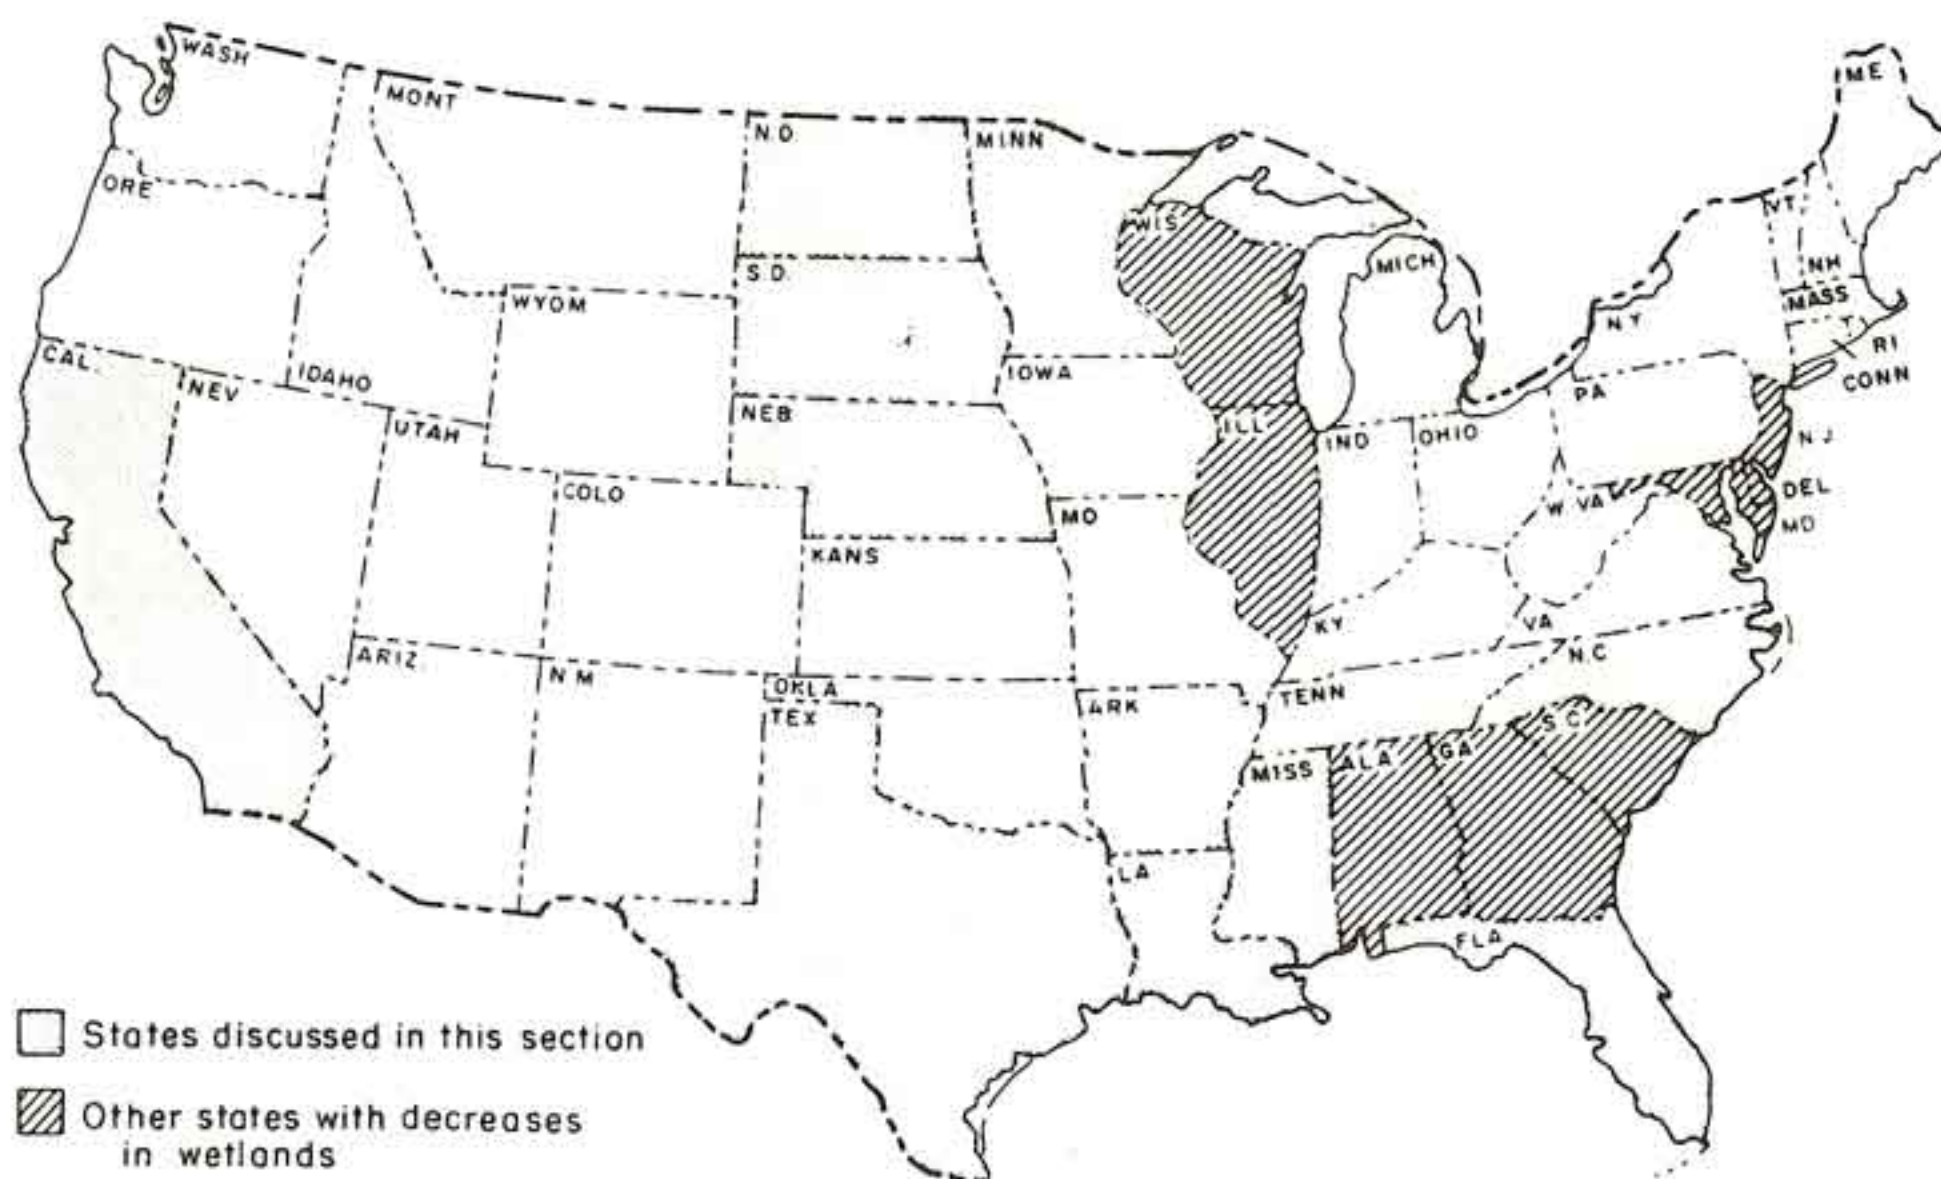 WASH
MONT
N.D.
MINN
ME
ORE
WIS
VT.
S.D.
MICH
NH
MASS
WYOM
N Y
RI
CONN
CAL.
NEV
IDAHO
IOWA
PA
UTAH
NEB
ILL
IND
OHIO
N J
COLO
MO
W VA
DEL
MD
KANS
KY
VA
ARIZ.
N M
OKLA
TENN
N.C
TEX
ARK
S C
MISS
ALA
GA
LA
FLA
States discussed in this section
Other states with decreases
in wetlands